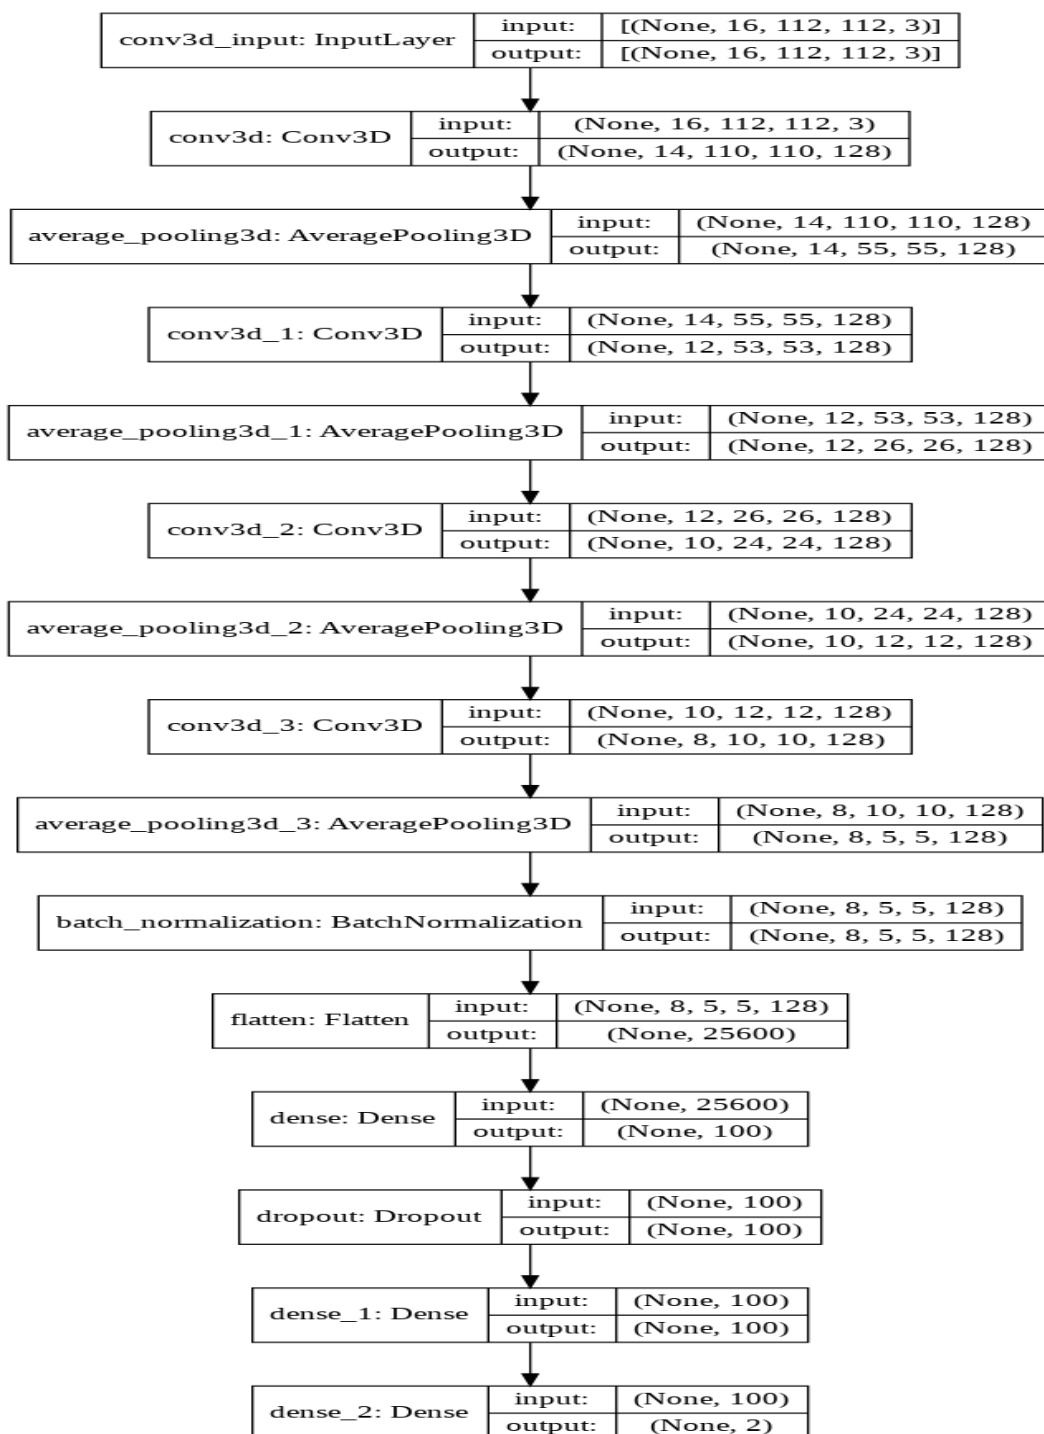 conv3d_input: InputLayer
input: [(None, 16, 112, 112, 3)]
output: [(None, 16, 112, 112, 3)]
conv3d: Conv3D
input: (None, 16, 112, 112, 3)
output: (None, 14, 110, 110, 128)
average_pooling3d: AveragePooling3D
input: (None, 14, 110, 110, 128)
output: (None, 14, 55, 55, 128)
conv3d_1: Conv3D
input: (None, 14, 55, 55, 128)
output: (None, 12, 53, 53, 128)
average_pooling3d_1: AveragePooling3D
input: (None, 12, 53, 53, 128)
output: (None, 12, 26, 26, 128)
conv3d_2: Conv3D
input: (None, 12, 26, 26, 128)
output: (None, 10, 24, 24, 128)
average_pooling3d_2: AveragePooling3D
input: (None, 10, 24, 24, 128)
output: (None, 10, 12, 12, 128)
conv3d_3: Conv3D
input: (None, 10, 12, 12, 128)
output: (None, 8, 10, 10, 128)
average_pooling3d_3: AveragePooling3D
input: (None, 8, 10, 10, 128)
output: (None, 8, 5, 5, 128)
batch_normalization: BatchNormalization
input: (None, 8, 5, 5, 128)
output: (None, 8, 5, 5, 128)
flatten: Flatten
input: (None, 8, 5, 5, 128)
output: (None, 25600)
dense: Dense
input: (None, 25600)
output: (None, 100)
dropout: Dropout
input: (None, 100)
output: (None, 100)
dense_1: Dense
input: (None, 100)
output: (None, 100)
dense_2: Dense
input: (None, 100)
output: (None, 2)